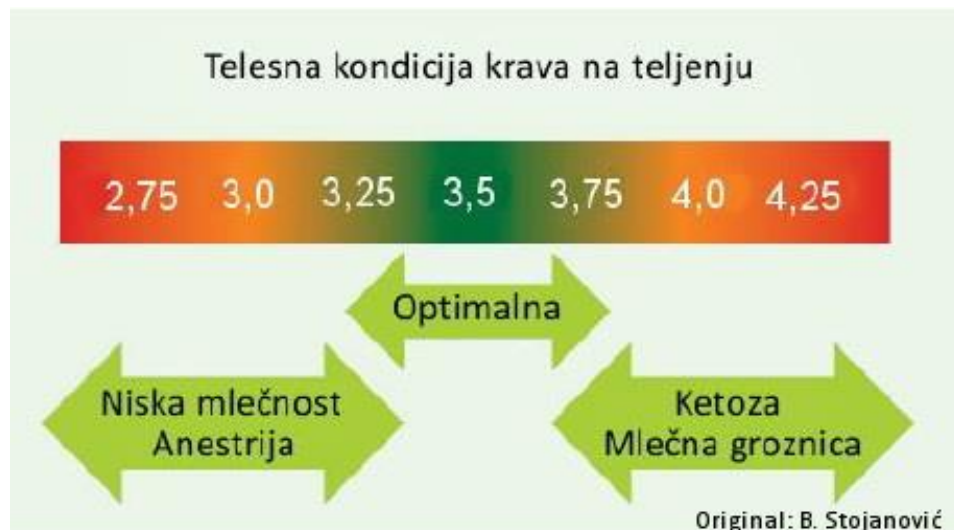 Telesna kondicija krava na teljenju
2,75 3,0 3,25 3,5 3,75 4,0 4,25
Optimalna
Niska mlečnost
Anestrija
Ketoza
Mlečna groznica
Original: B. Stojanović